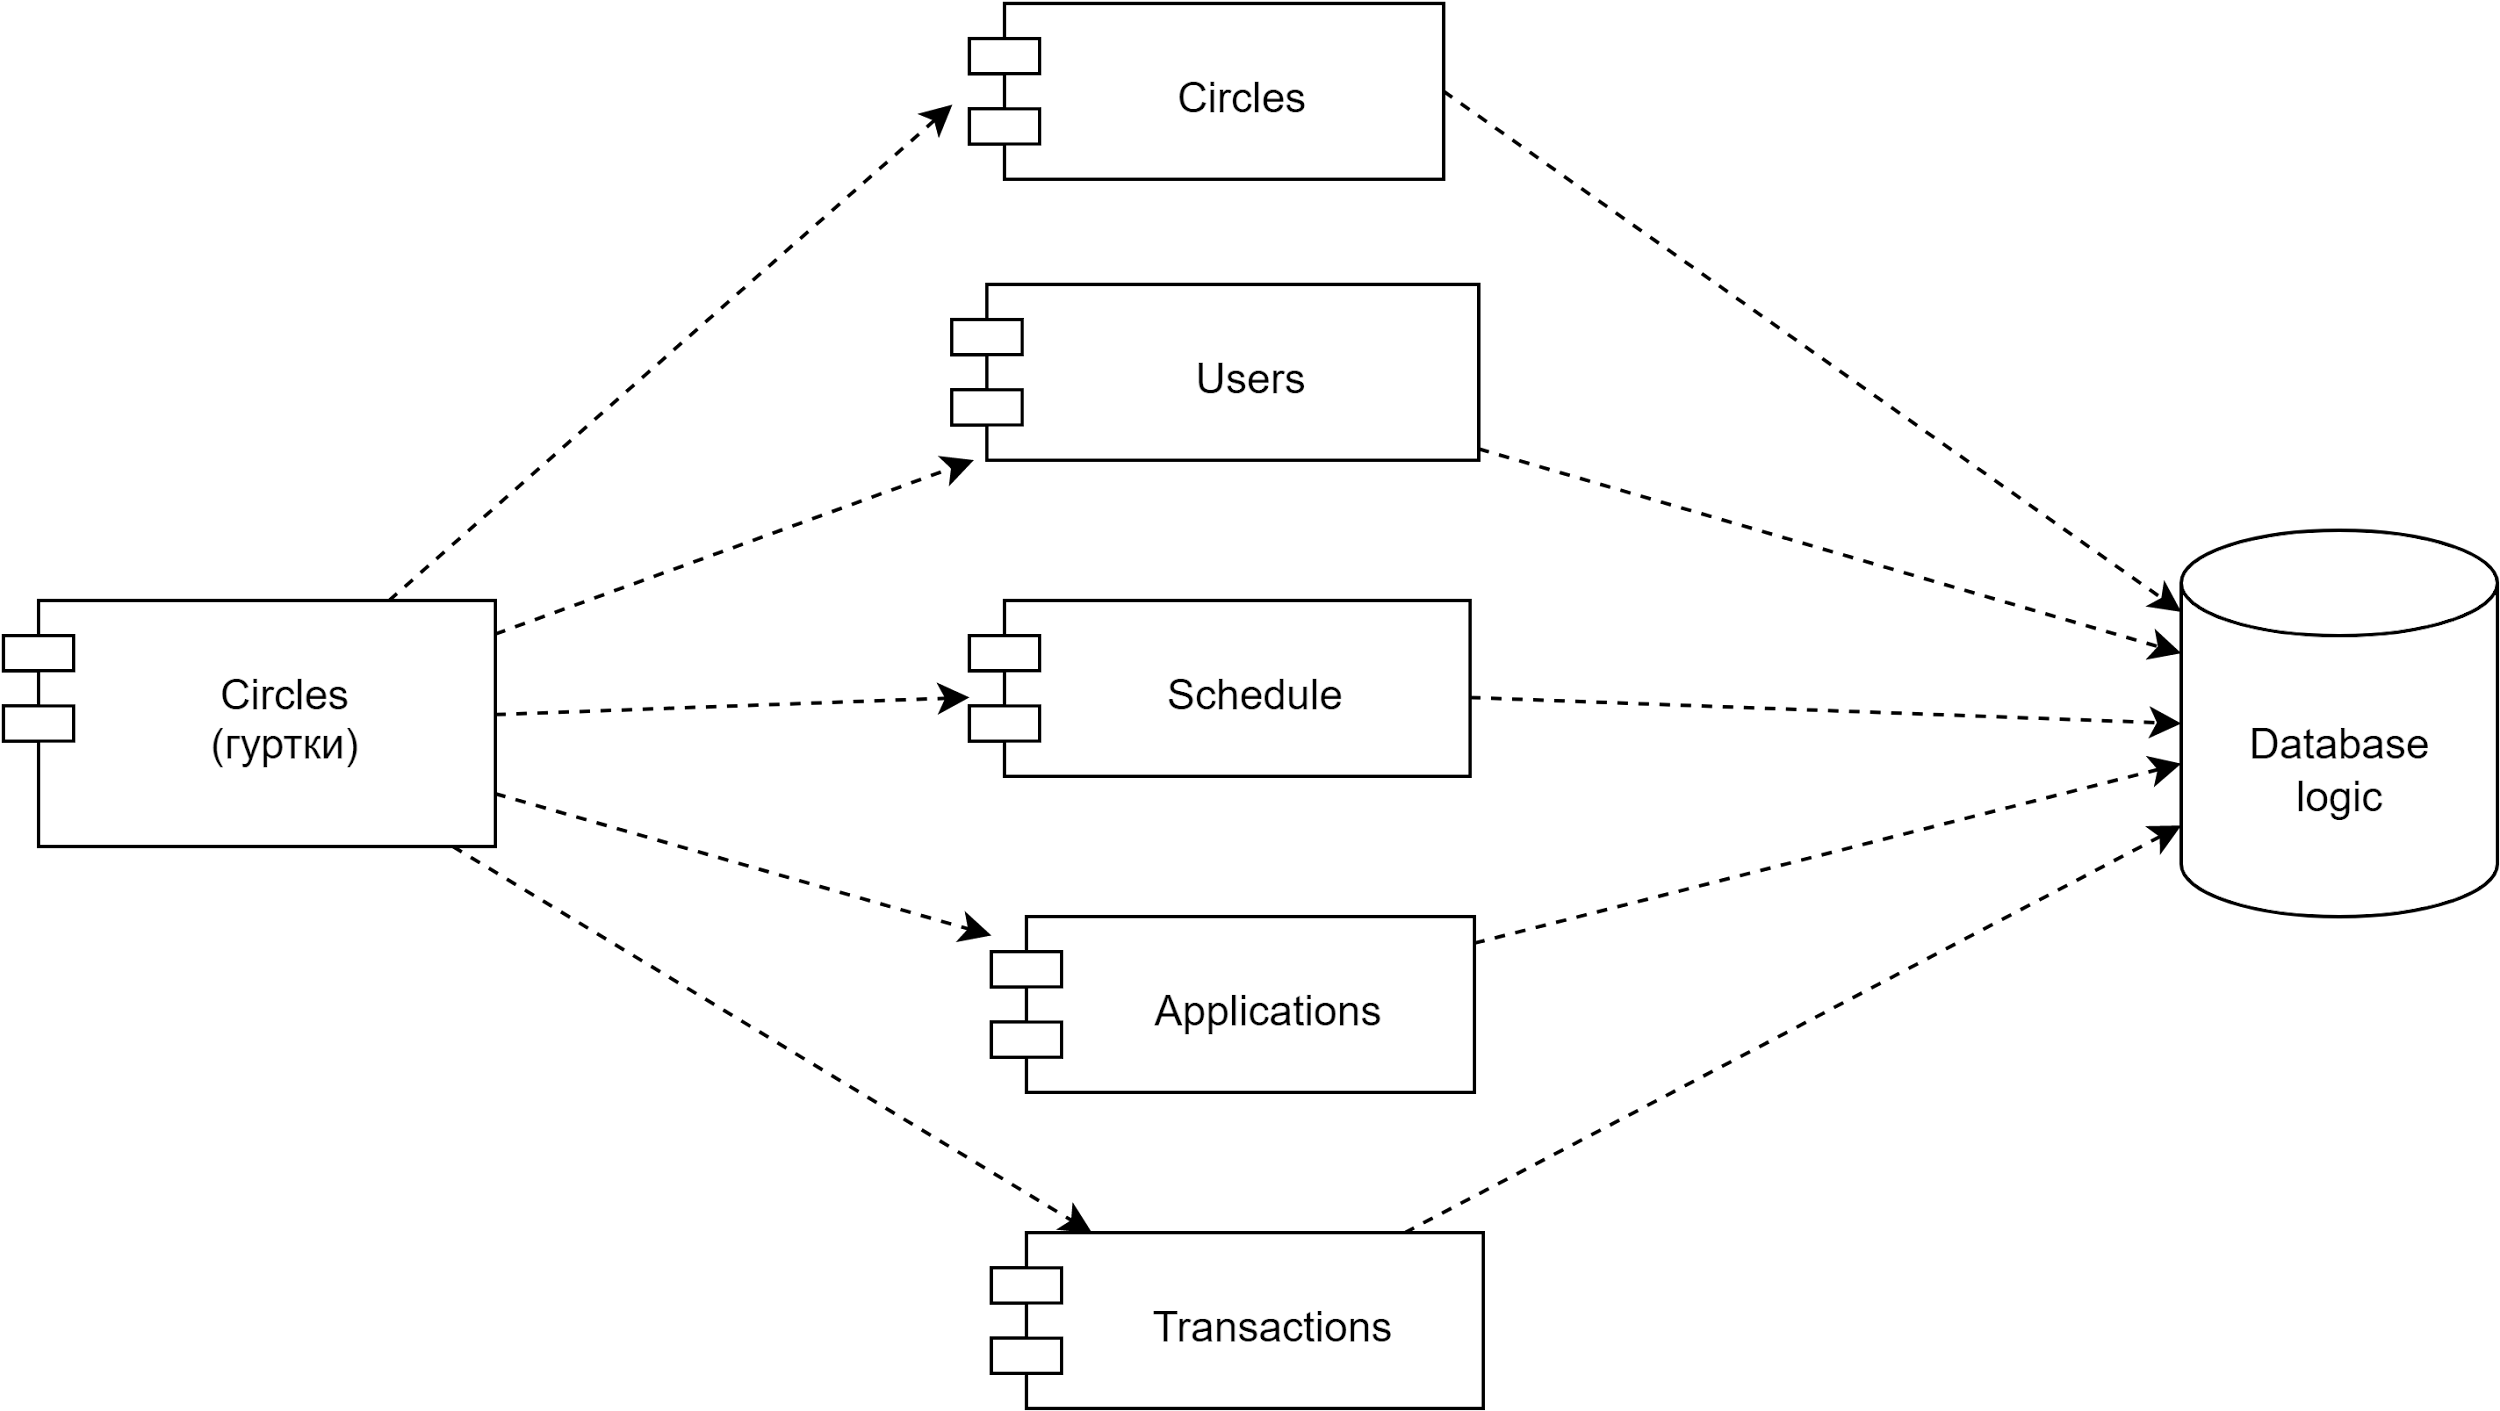 Circles
Users
Circles
(гуртки)
Schedule
Database
logic
Applications
Transactions